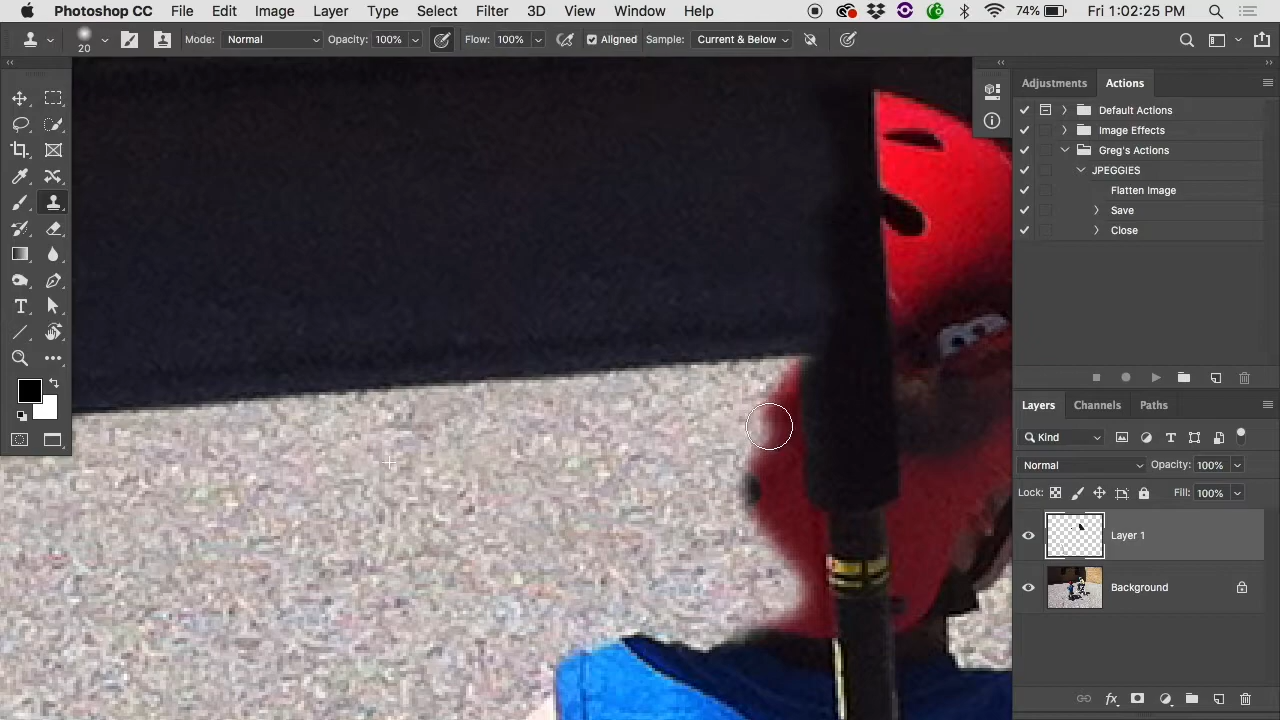 Photoshop CC File Edit Image Layer Type Select Filter 3D View Window Help 74% Fri 1:02:25 PM
20 Mode: Normal Opacity: 100% Flow: 100% Aligned Sample: Current & Below
Adjustments Actions
Default Actions
Image Effects
Greg's Actions
JPEGGIES
Flatten Image
Save
Close
Layers Channels Paths
Kind
Normal Opacity: 100%
Lock: Fill: 100%
Layer 1
Background